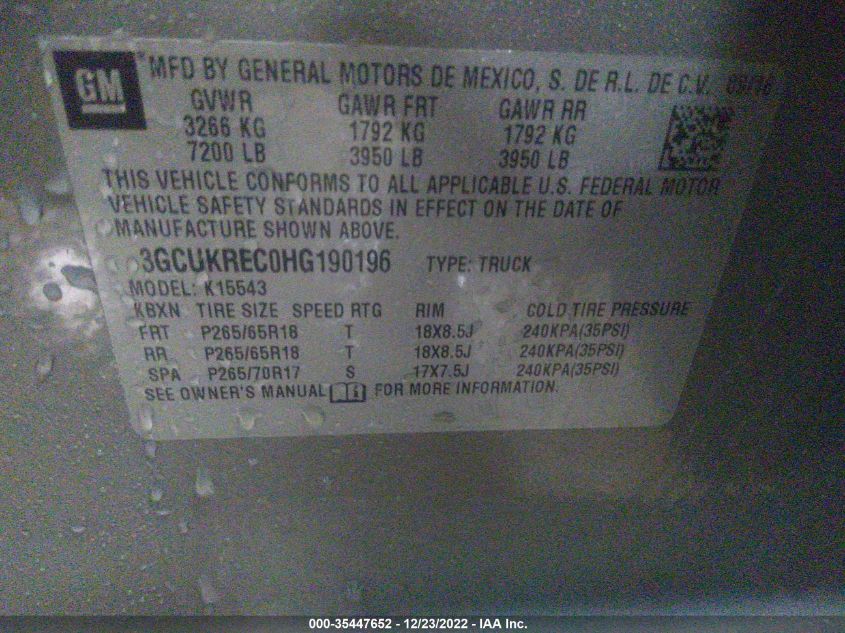 GM MFD BY GENERAL MOTORS DE MEXICO, S. DE R.L. DE C.V.
GVWR GAWR FRT GAWR RR
3266 KG 1792 KG 1792 KG
7200 LB 3950 LB 3950 LB
THIS VEHICLE CONFORMS TO ALL APPLICABLE U.S. FEDERAL MOTOR
VEHICLE SAFETY STANDARDS IN EFFECT ON THE DATE OF
MANUFACTURE SHOWN ABOVE.
3GCUKREC0HG190196 TYPE: TRUCK
MODEL: K15543
KBXN TIRE SIZE SPEED RTG RIM COLD TIRE PRESSURE
FRT P265/65R18 T 18X8.5J 240KPA(35PSI)
RR P265/65R18 T 18X8.5J 240KPA(35PSI)
SPA P265/70R17 S 17X7.5J 240KPA(35PSI)
SEE OWNER'S MANUAL FOR MORE INFORMATION.
000-35447652 - 12/23/2022 - IAA Inc.